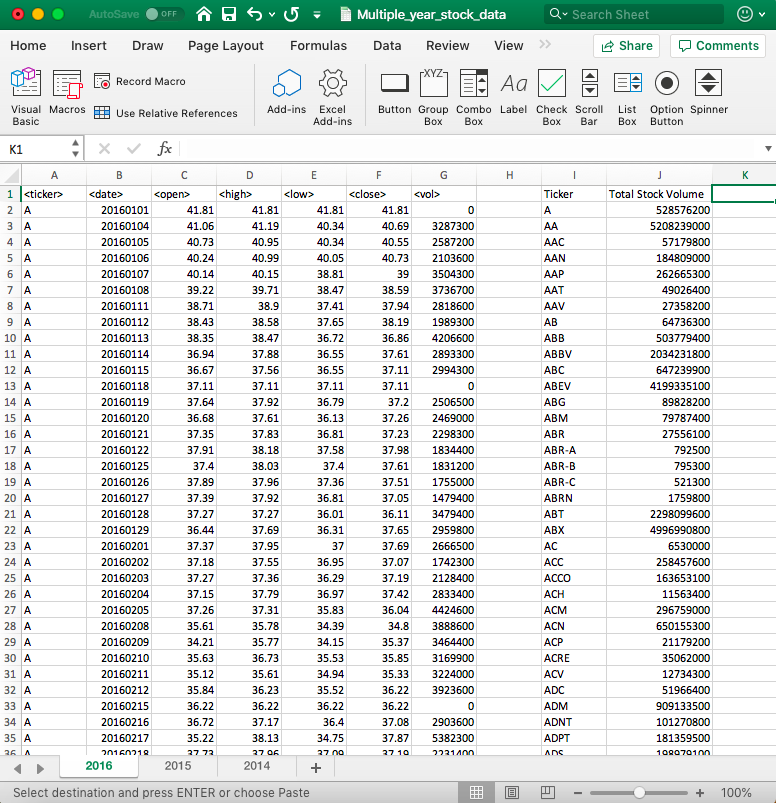 AutoSave OFF Multiple_year_stock_data Search Sheet
Home Insert Draw Page Layout Formulas Data Review View Share Comments
Visual Basic Macros Record Macro Use Relative References Add-ins Excel Add-ins Button Group Box Combo Box Label Check Box Scroll Bar List Box Option Button Spinner
XYZ Aa
K1 fx
A B C D E F G H I J K
1 <ticker> <date> <open> <high> <low> <close> <vol> Ticker Total Stock Volume
2 A 20160101 41.81 41.81 41.81 41.81 0 A 528576200
3 A 20160104 41.06 41.19 40.34 40.69 3287300 AA 5208239000
4 A 20160105 40.73 40.95 40.34 40.55 2587200 AAC 57179800
5 A 20160106 40.24 40.99 40.05 40.73 2103600 AAN 184809000
6 A 20160107 40.14 40.15 38.81 39 3504300 AAP 262665300
7 A 20160108 39.22 39.71 38.47 38.59 3736700 AAT 49026400
8 A 20160111 38.71 38.9 37.41 37.94 2818600 AAV 27358200
9 A 20160112 38.43 38.58 37.65 38.19 1989300 AB 64736300
10 A 20160113 38.35 38.47 36.72 36.86 4206600 ABB 503779400
11 A 20160114 36.94 37.88 36.55 37.61 2893300 ABBV 2034231800
12 A 20160115 36.67 37.56 36.55 37.11 2994300 ABC 647239900
13 A 20160118 37.11 37.11 37.11 37.11 0 ABEV 4199335100
14 A 20160119 37.64 37.92 36.79 37.2 2506500 ABG 89828200
15 A 20160120 36.68 37.61 36.13 37.26 2469000 ABM 79787400
16 A 20160121 37.35 37.83 36.81 37.23 2298300 ABR 27556100
17 A 20160122 37.91 38.18 37.58 37.98 1834400 ABR-A 792500
18 A 20160125 37.4 38.03 37.4 37.61 1831200 ABR-B 795300
19 A 20160126 37.89 37.96 37.36 37.51 1755000 ABR-C 521300
20 A 20160127 37.39 37.92 36.81 37.05 1479400 ABRN 1759800
21 A 20160128 37.27 37.27 36.01 36.11 3479400 ABT 2298099600
22 A 20160129 36.44 37.69 36.31 37.65 2959800 ABX 4996990800
23 A 20160201 37.37 37.95 37 37.69 2666500 AC 6530000
24 A 20160202 37.18 37.55 36.95 37.07 1742300 ACC 258457600
25 A 20160203 37.27 37.36 36.29 37.19 2128400 ACCO 163653100
26 A 20160204 37.15 37.79 36.97 37.42 2833400 ACH 11563400
27 A 20160205 37.26 37.31 35.83 36.04 4424600 ACM 296759000
28 A 20160208 35.61 35.78 34.39 34.8 3888600 ACN 650155300
29 A 20160209 34.21 35.77 34.15 35.37 3464400 ACP 21179200
30 A 20160210 35.63 36.73 35.53 35.85 3169900 ACRE 35062000
31 A 20160211 35.12 35.61 34.94 35.33 3224000 ACV 12734300
32 A 20160212 35.84 36.23 35.52 36.22 3923600 ADC 51966400
33 A 20160215 36.22 36.22 36.22 36.22 0 ADM 909133500
34 A 20160216 36.72 37.17 36.4 37.08 2903600 ADNT 101270800
35 A 20160217 35.22 38.13 34.75 37.87 5382300 ADPT 181359500
36 A 20160218 37.73 37.96 37.09 37.19 2231400 ADS 198979100
2016 2015 2014
Select destination and press ENTER or choose Paste 100%